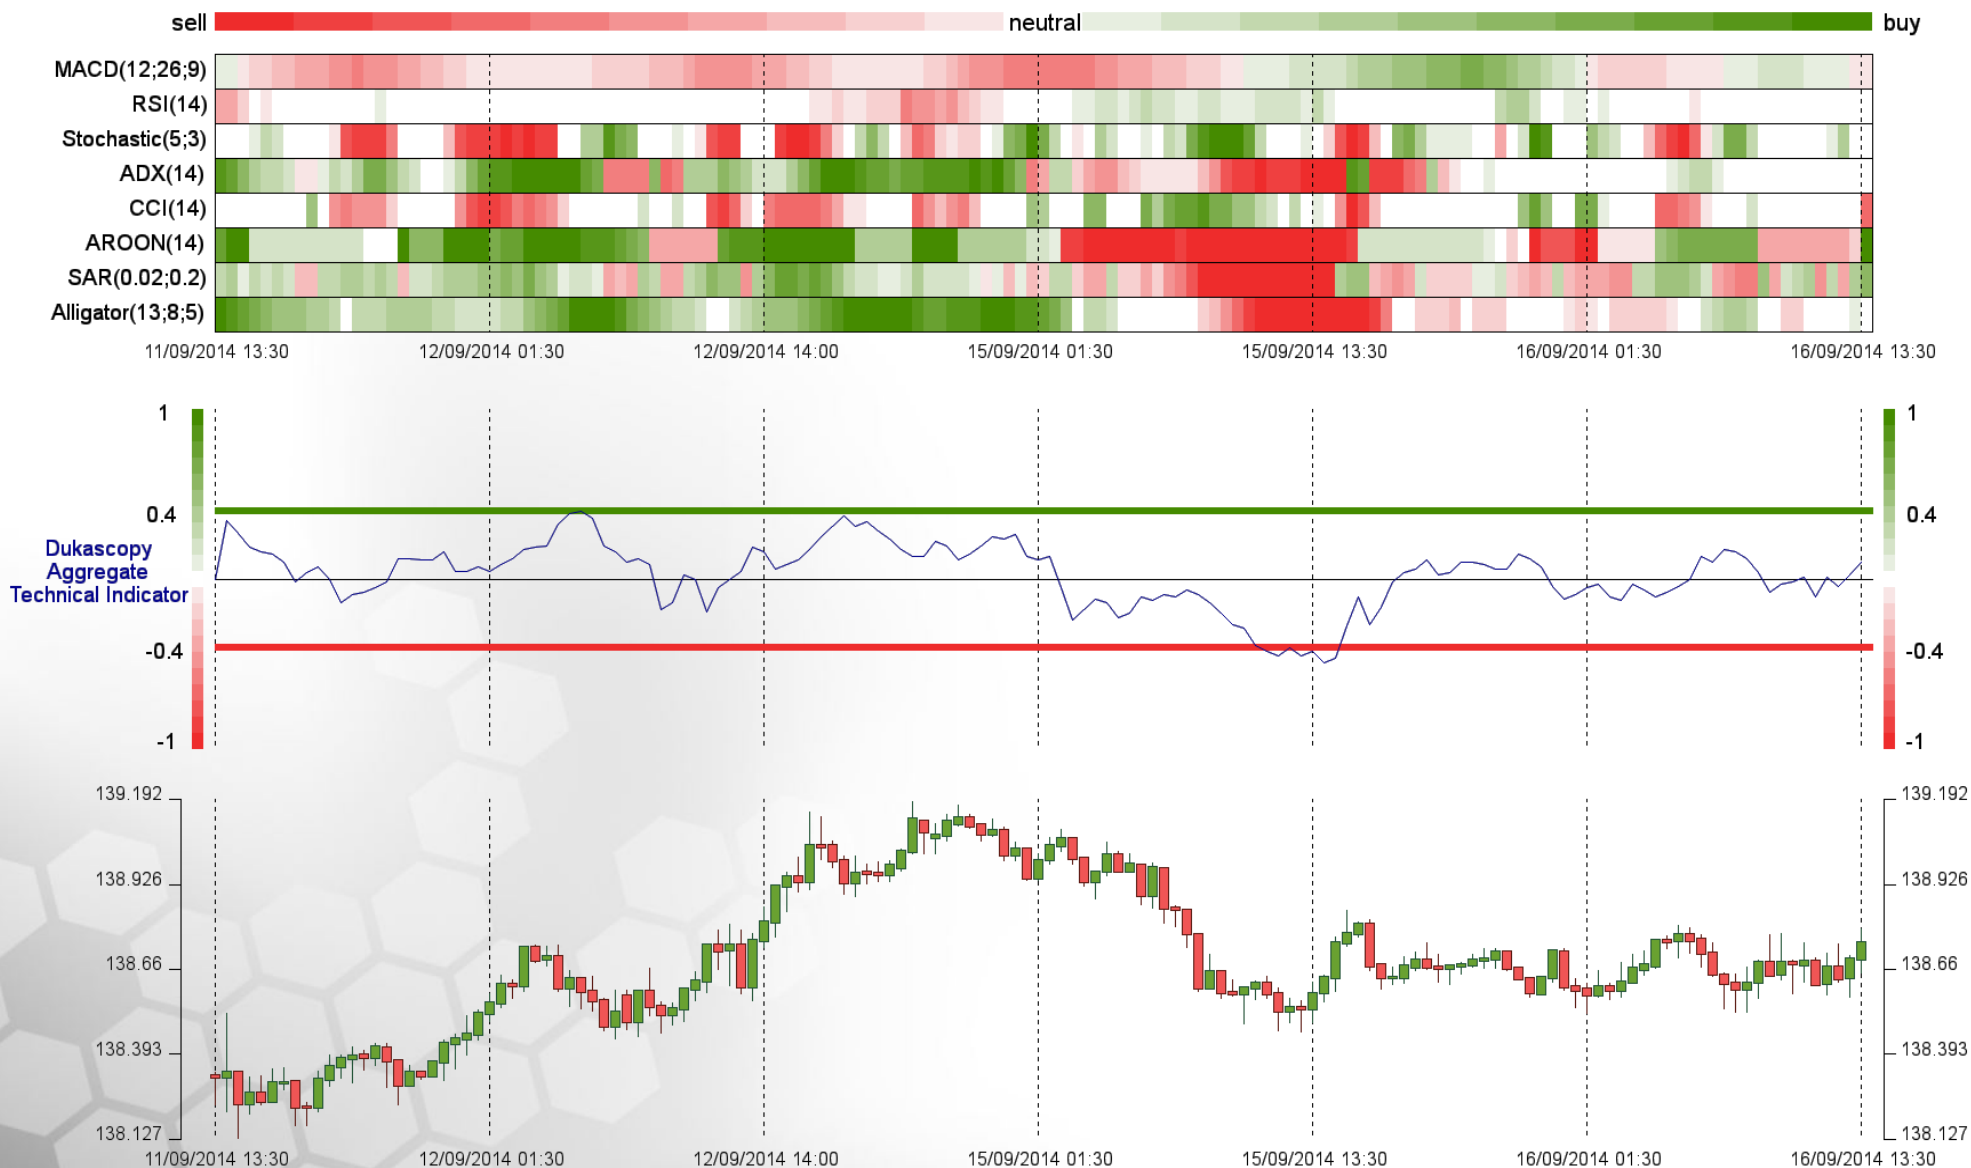 sell neutral buy
MACD(12;26;9)
RSI(14)
Stochastic(5;3)
ADX(14)
CCI(14)
AROON(14)
SAR(0.02;0.2)
Alligator(13;8;5)
11/09/2014 13:30 12/09/2014 01:30 12/09/2014 14:00 15/09/2014 01:30 15/09/2014 13:30 16/09/2014 01:30 16/09/2014 13:30
1 1
0.4 0.4
Dukascopy
Aggregate
Technical Indicator
-0.4 -0.4
-1 -1
139.192 139.192
138.926 138.926
138.66 138.66
138.393 138.393
138.127 138.127
11/09/2014 13:30 12/09/2014 01:30 12/09/2014 14:00 15/09/2014 01:30 15/09/2014 13:30 16/09/2014 01:30 16/09/2014 13:30